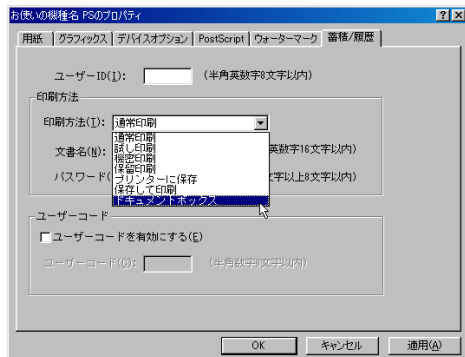 お使いの機種名 PSのプロパティ
用紙 グラフィックス デバイスオプション PostScript ウォーターマーク 蓄積/履歴
ユーザーID(I): (半角英数字8文字以内)
印刷方法
印刷方法(T): 通常印刷
通常印刷
試し印刷
文書名(N): 英数字16文字以内)
機密印刷
保留印刷
プリンターに保存
パスワード( 文字以上8文字以内)
保存して印刷
ドキュメントボックス
ユーザーコード
ユーザーコードを有効にする(E)
ユーザーコード(O): (半角数字8文字以内)
OK キャンセル 適用(A)